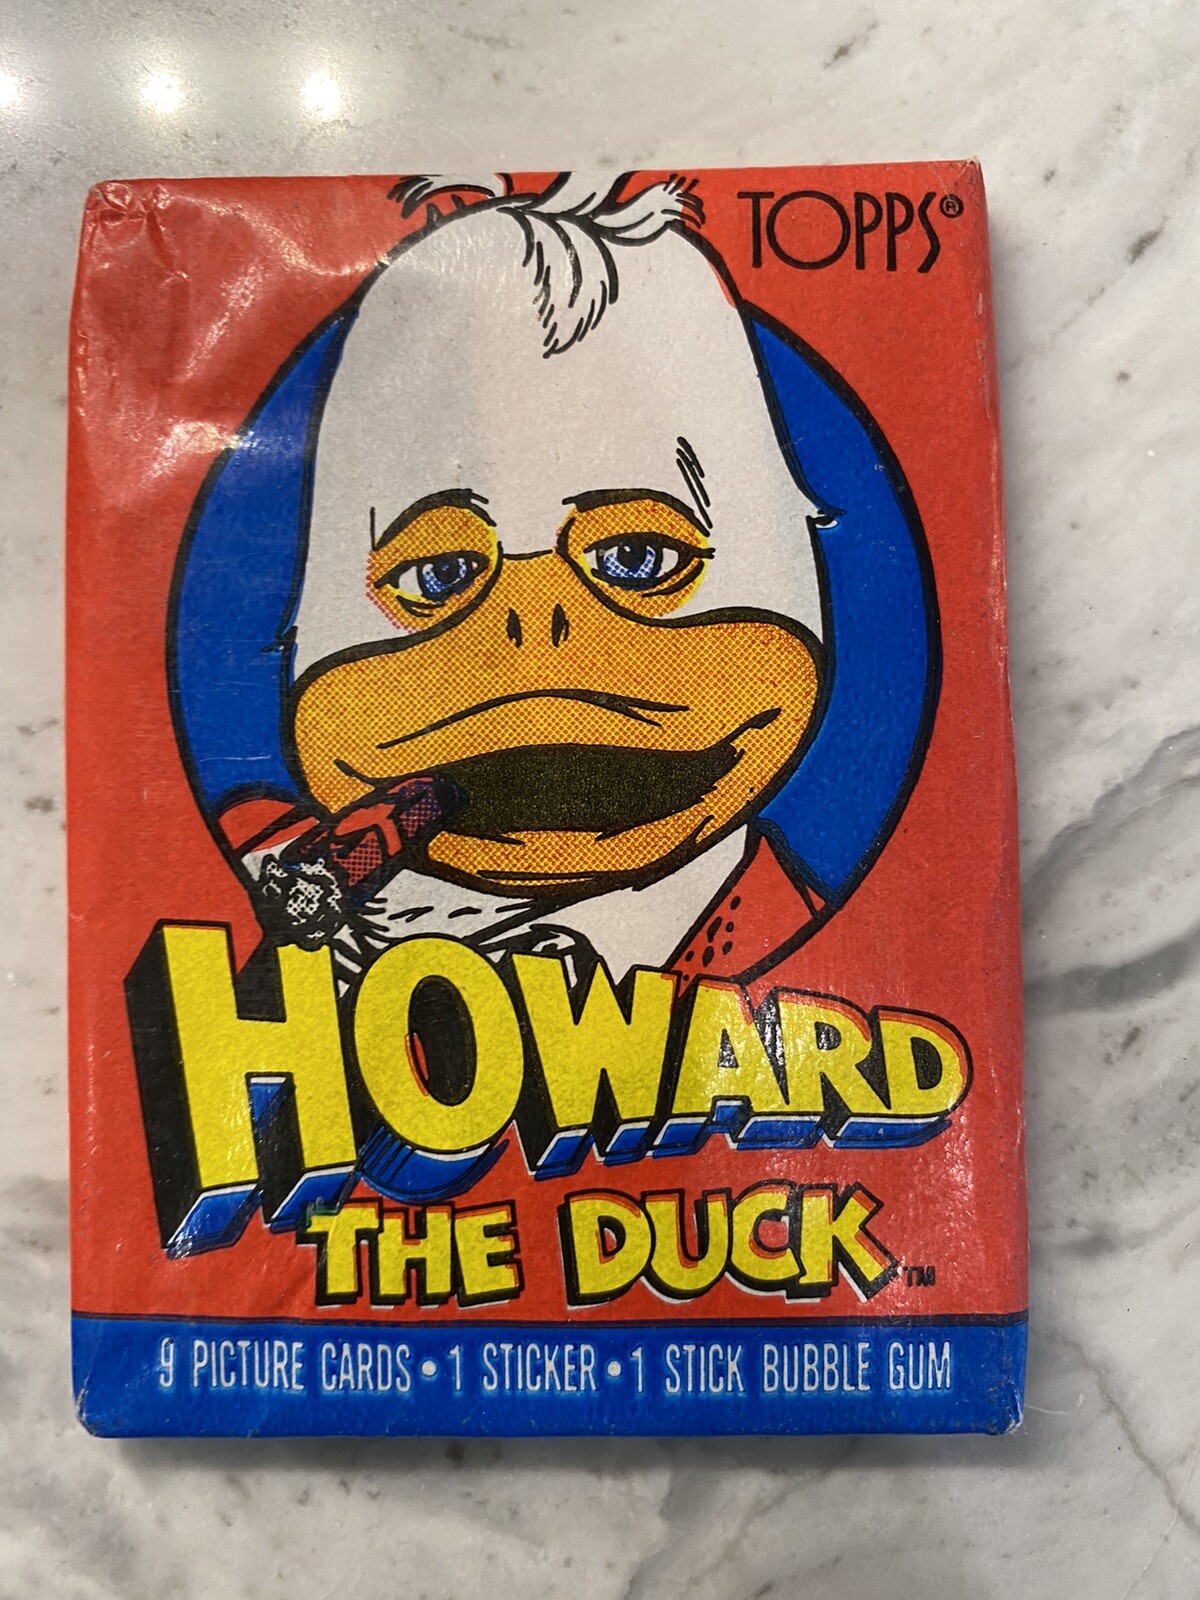 TOPPS®
HOWARD
THE DUCK™
9 PICTURE CARDS • 1 STICKER • 1 STICK BUBBLE GUM